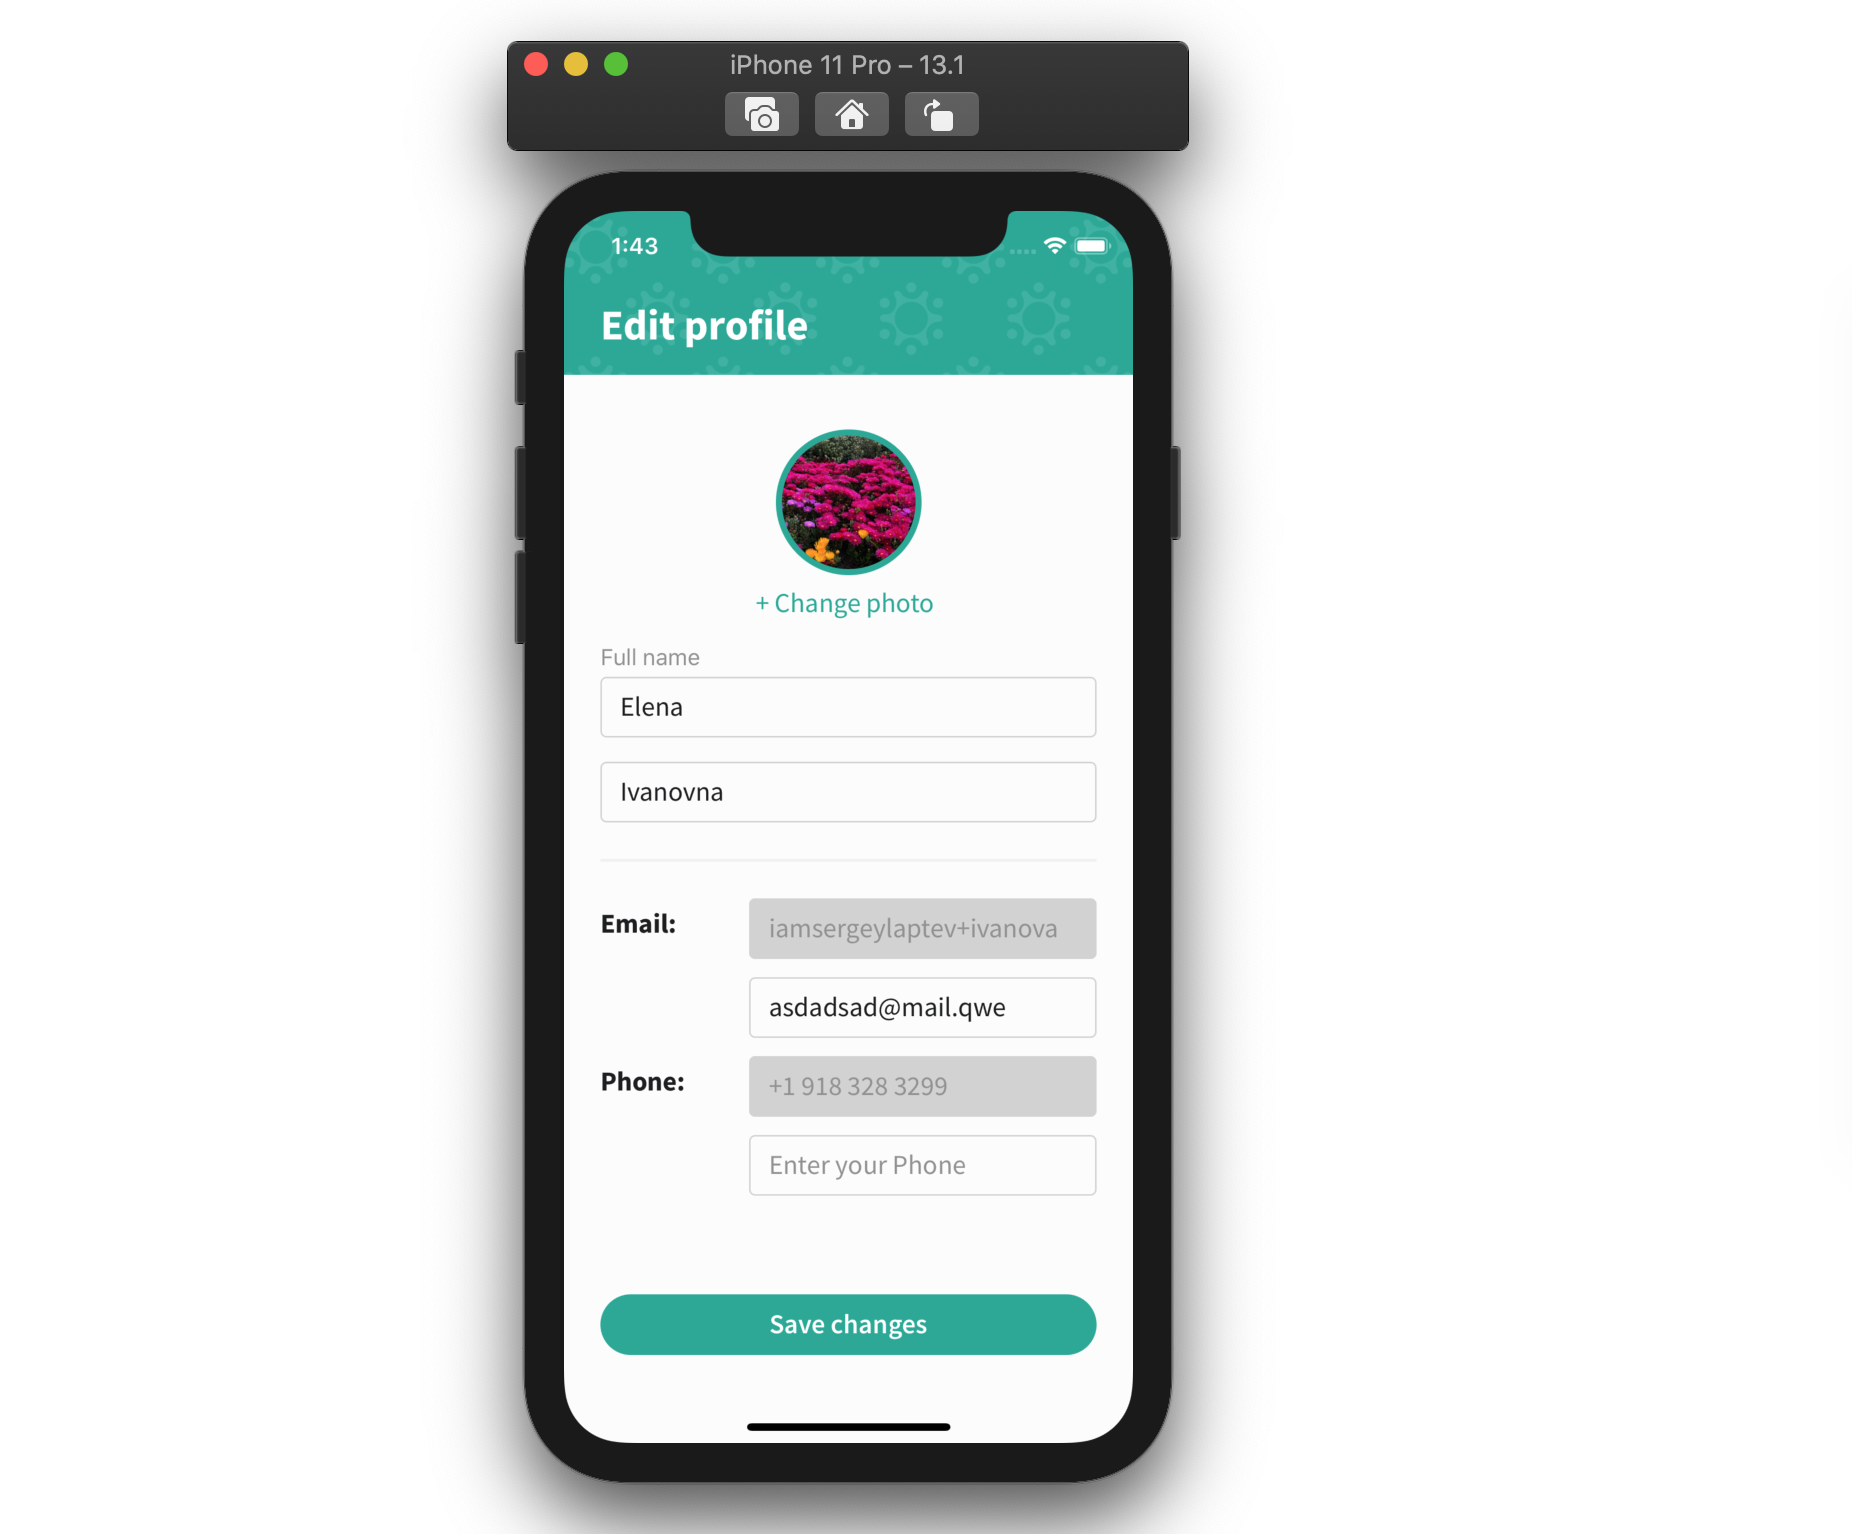 iPhone 11 Pro – 13.1
1:43
Edit profile
+ Change photo
Full name
Elena
Ivanovna
Email:
iamsergeylaptev+ivanova
asdadsad@mail.qwe
Phone:
+1 918 328 3299
Enter your Phone
Save changes